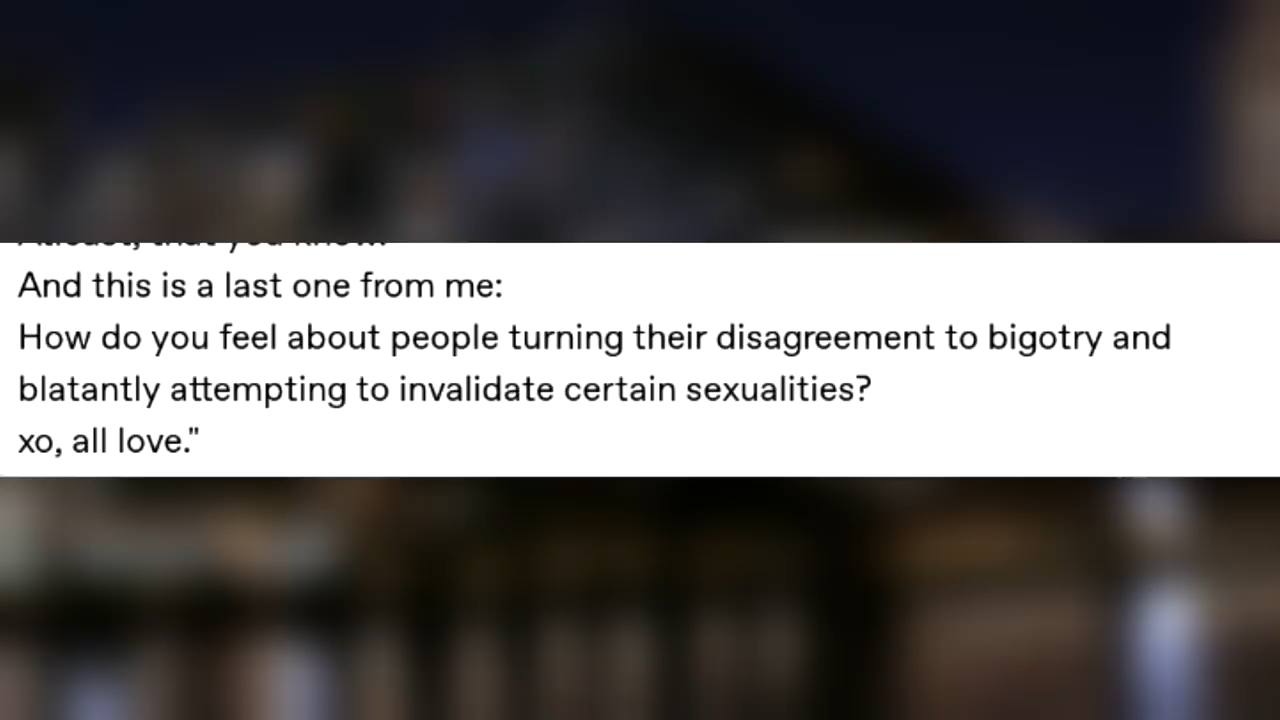 And this is a last one from me:
How do you feel about people turning their disagreement to bigotry and
blatantly attempting to invalidate certain sexualities?
xo, all love."